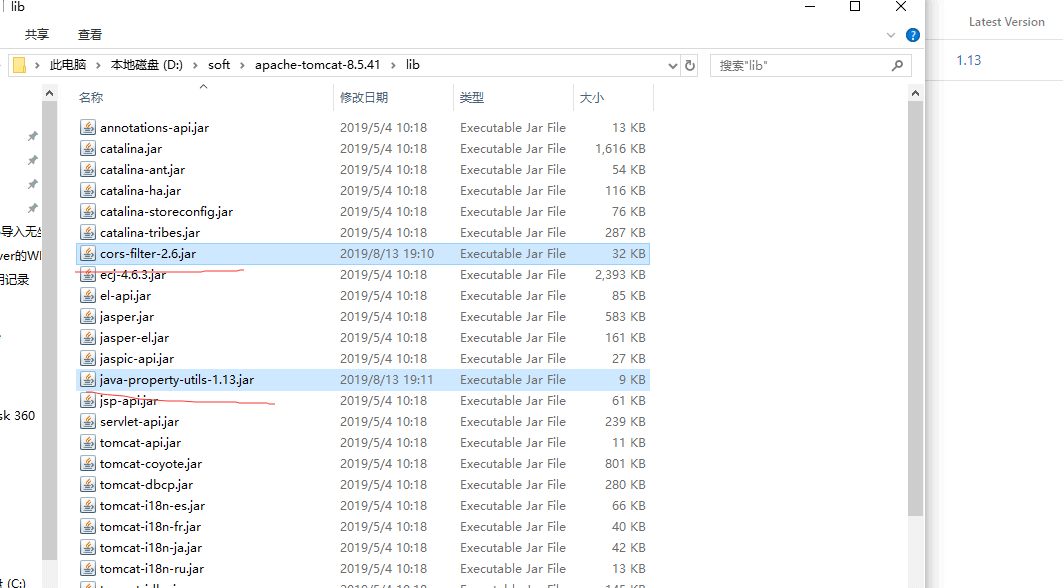 lib
Latest Version
共享 查看
此电脑 本地磁盘 (D:) soft apache-tomcat-8.5.41 lib 搜索"lib"
1.13
名称 修改日期 类型 大小
annotations-api.jar 2019/5/4 10:18 Executable Jar File 13 KB
catalina.jar 2019/5/4 10:18 Executable Jar File 1,616 KB
catalina-ant.jar 2019/5/4 10:18 Executable Jar File 54 KB
catalina-ha.jar 2019/5/4 10:18 Executable Jar File 116 KB
catalina-storeconfig.jar 2019/5/4 10:18 Executable Jar File 76 KB
导入无
catalina-tribes.jar 2019/5/4 10:18 Executable Jar File 287 KB
ver的W
cors-filter-2.6.jar 2019/8/13 19:10 Executable Jar File 32 KB
记录
ecj-4.6.3.jar 2019/5/4 10:18 Executable Jar File 2,393 KB
el-api.jar 2019/5/4 10:18 Executable Jar File 85 KB
jasper.jar 2019/5/4 10:18 Executable Jar File 583 KB
jasper-el.jar 2019/5/4 10:18 Executable Jar File 161 KB
jaspic-api.jar 2019/5/4 10:18 Executable Jar File 27 KB
java-property-utils-1.13.jar 2019/8/13 19:11 Executable Jar File 9 KB
jsp-api.jar 2019/5/4 10:18 Executable Jar File 61 KB
sk 360
servlet-api.jar 2019/5/4 10:18 Executable Jar File 239 KB
tomcat-api.jar 2019/5/4 10:18 Executable Jar File 11 KB
tomcat-coyote.jar 2019/5/4 10:18 Executable Jar File 801 KB
tomcat-dbcp.jar 2019/5/4 10:18 Executable Jar File 280 KB
tomcat-i18n-es.jar 2019/5/4 10:18 Executable Jar File 66 KB
tomcat-i18n-fr.jar 2019/5/4 10:18 Executable Jar File 40 KB
tomcat-i18n-ja.jar 2019/5/4 10:18 Executable Jar File 42 KB
tomcat-i18n-ru.jar 2019/5/4 10:18 Executable Jar File 13 KB
(C:)